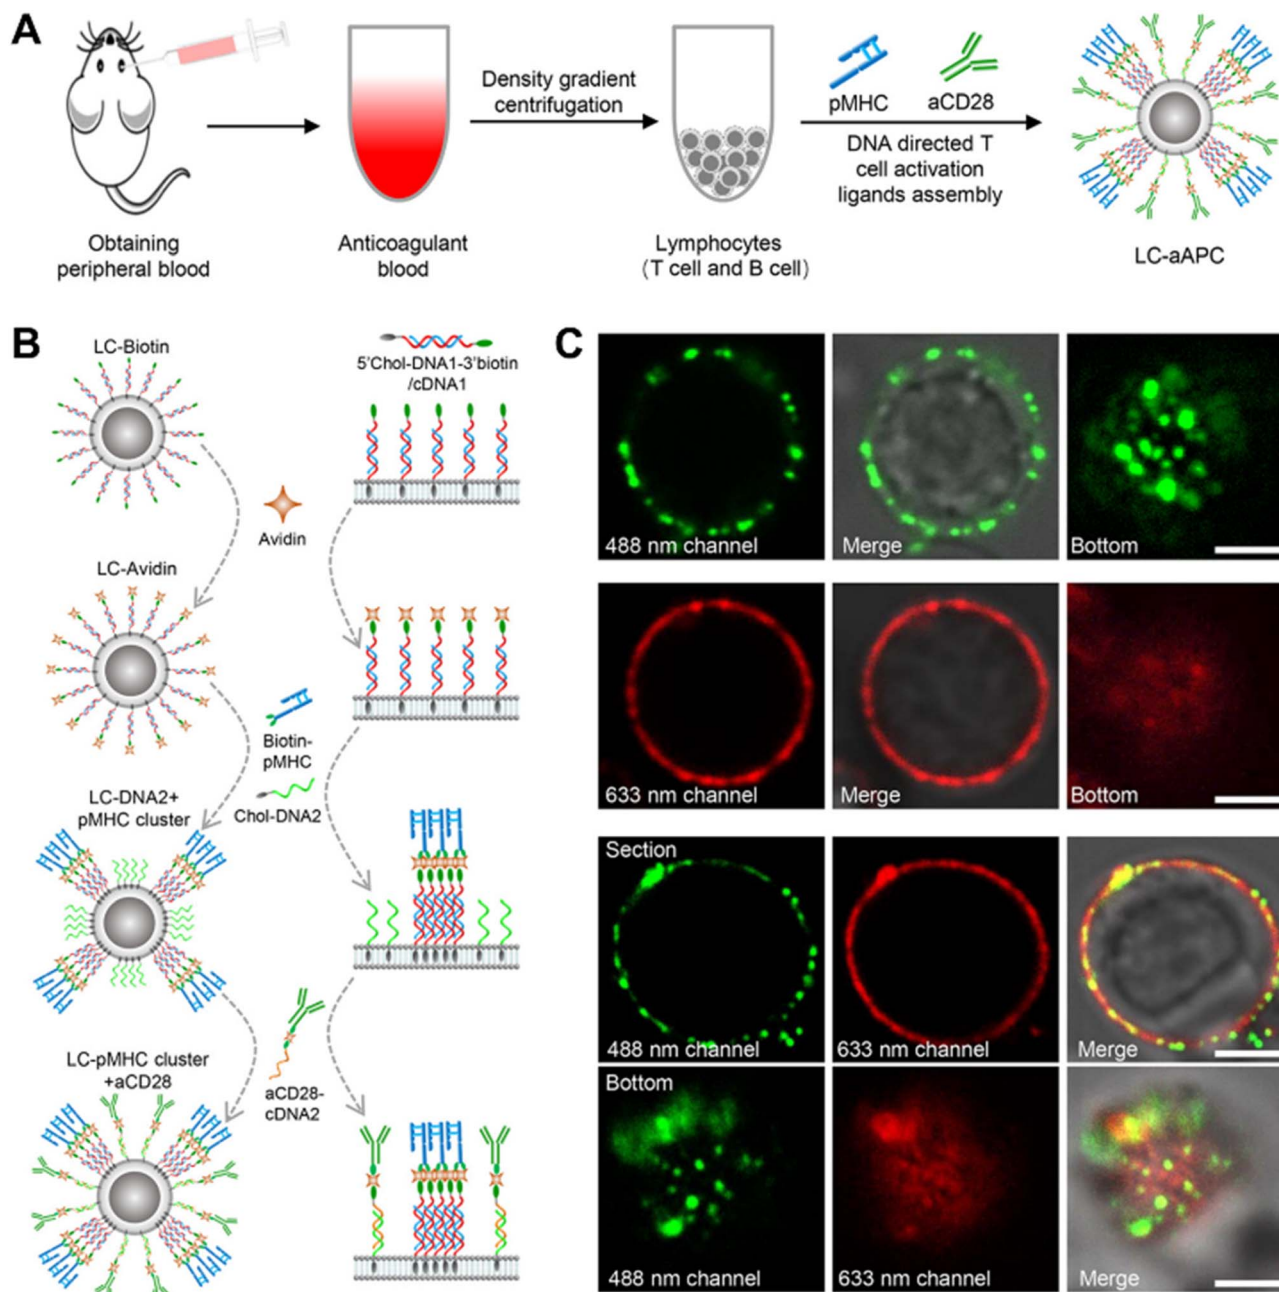 A
Obtaining
peripheral blood
Anticoagulant
blood
Density gradient
centrifugation
Lymphocytes
(T cell and B cell)
pMHC
aCD28
DNA directed T
cell activation
ligands assembly
LC-aAPC
B
LC-Biotin
5'Chol-DNA1-3'biotin
/cDNA1
Avidin
LC-Avidin
Biotin-
pMHC
Chol-DNA2
LC-DNA2+
pMHC cluster
aCD28-
cDNA2
LC-pMHC cluster
+aCD28
C
488 nm channel
Merge
Bottom
633 nm channel
Merge
Bottom
Section
488 nm channel
633 nm channel
Merge
Bottom
488 nm channel
633 nm channel
Merge